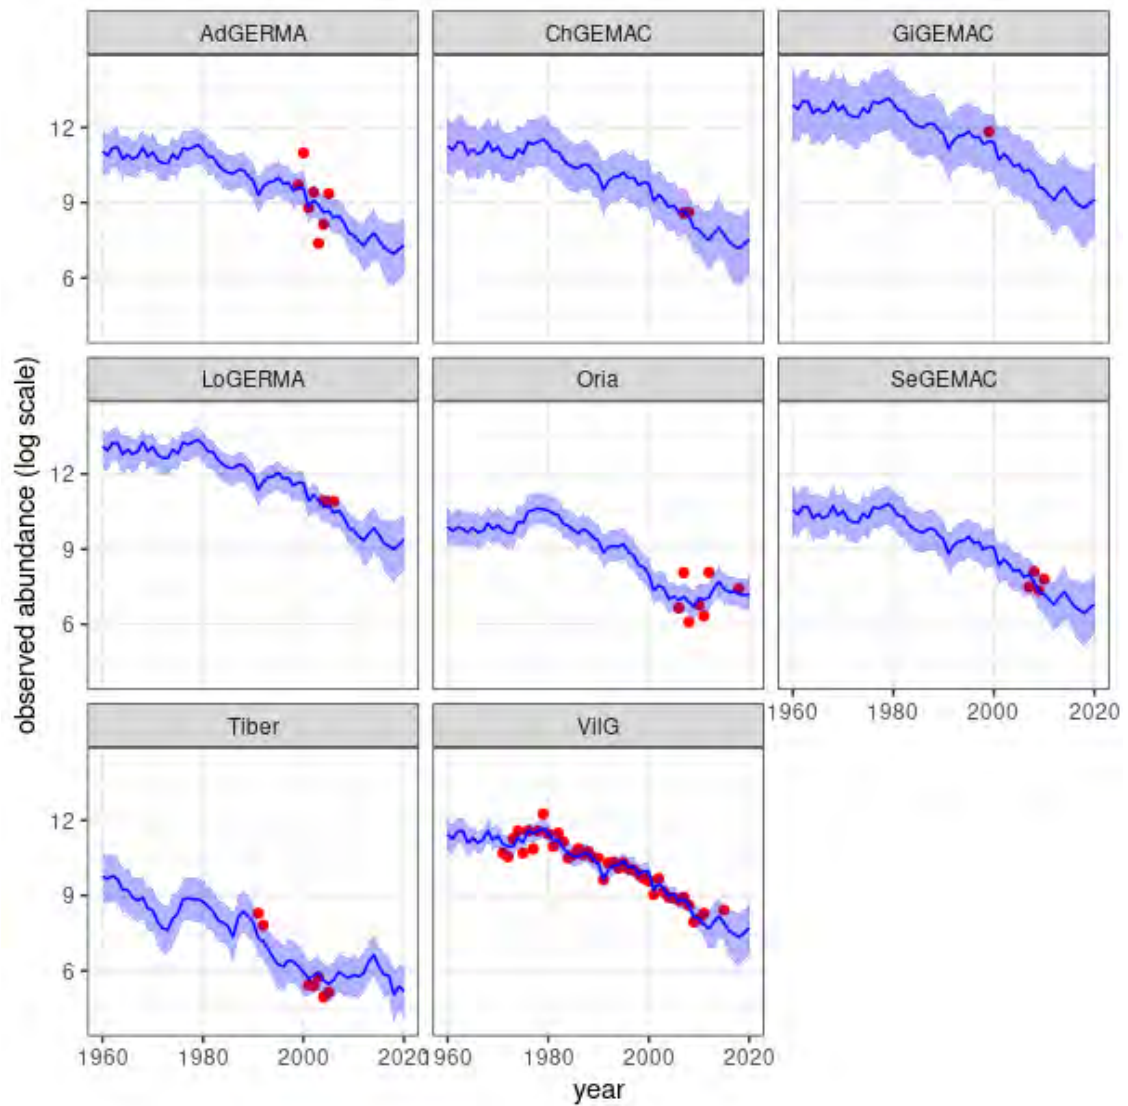 AdGERMA ChGEMAC GiGEMAC
12
9
6
LoGERMA Oria SeGEMAC
12
9
6
observed abundance (log scale)
1960 1980 2000 2020
Tiber VilG
12
9
6
1960 1980 2000 2020 1960 1980 2000 2020
year